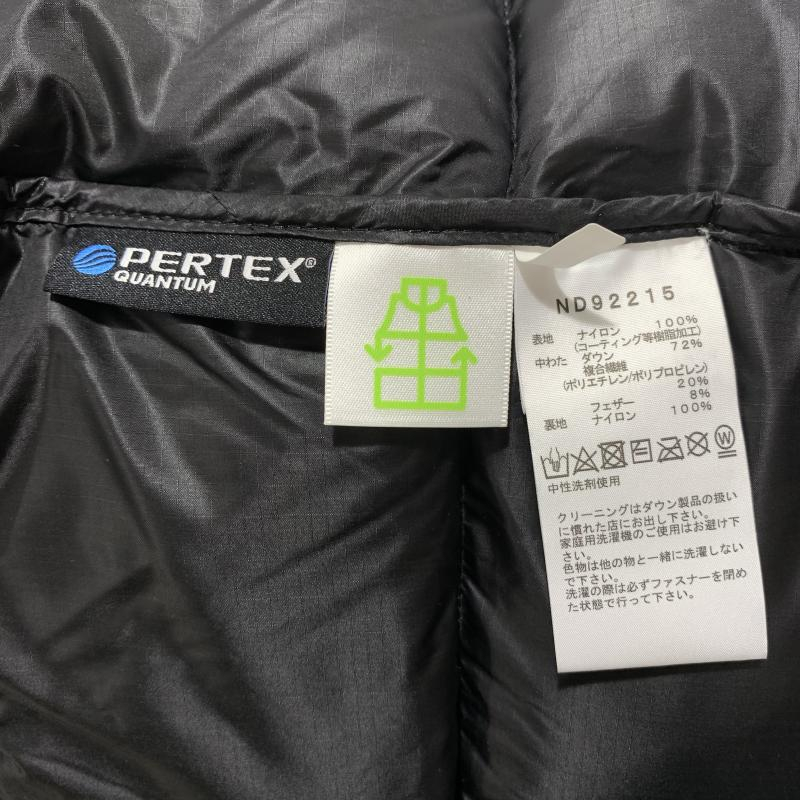 PERTEX®
QUANTUM
ND92215
表地 ナイロン 100%
(コーティング等樹脂加工)
中わた ダウン 72%
複合繊維
(ポリエチレン/ポリプロピレン)
20%
フェザー 8%
裏地 ナイロン 100%
W
中性洗剤使用
クリーニングはダウン製品の扱い
に慣れた店にお出し下さい。
家庭用洗濯機のご使用はお避け下
さい。
色物は他の物と一緒に洗濯しない
で下さい。
洗濯の際は必ずファスナーを閉め
た状態で行って下さい。